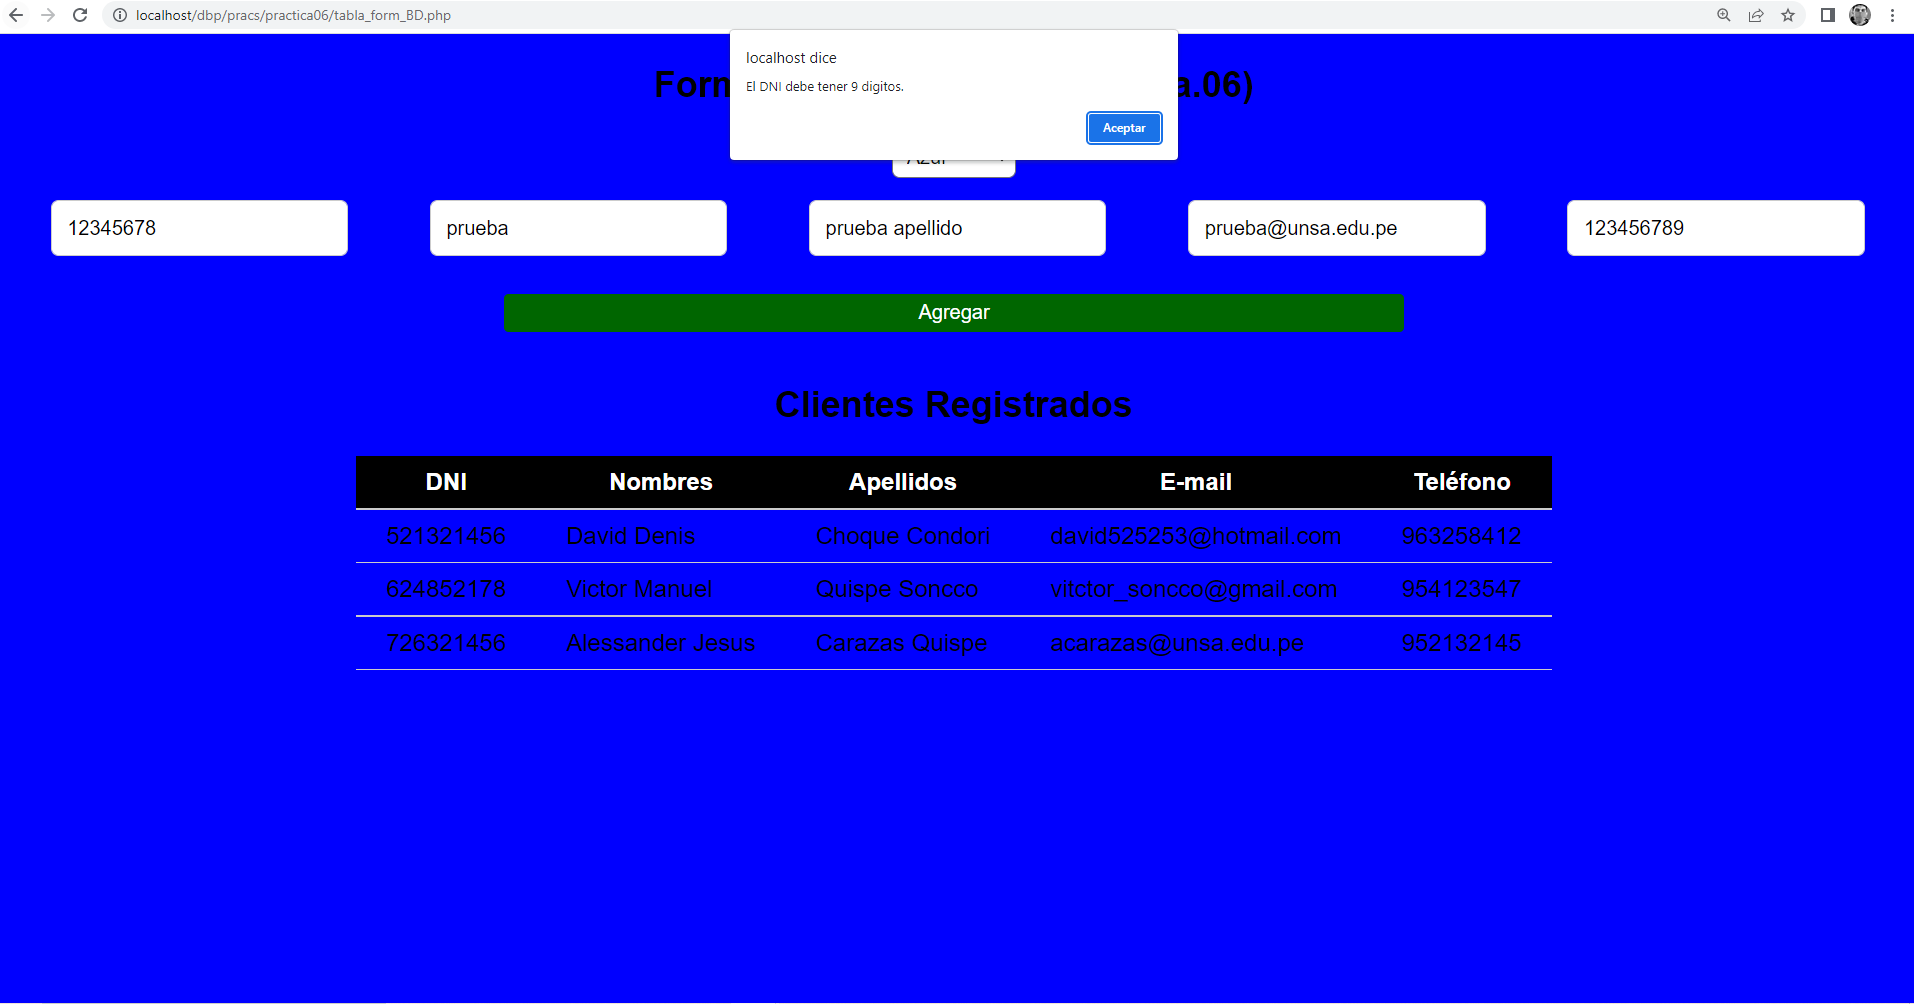 localhost/dbp/pracs/practica06/tabla_form_BD.php
localhost dice
El DNI debe tener 9 digitos.
Aceptar
a.06)
12345678 prueba prueba apellido prueba@unsa.edu.pe 123456789
Agregar
Clientes Registrados
DNI Nombres Apellidos E-mail Teléfono
521321456 David Denis Choque Condori david525253@hotmail.com 963258412
624852178 Victor Manuel Quispe Soncco vitctor_soncco@gmail.com 954123547
726321456 Alessander Jesus Carazas Quispe acarazas@unsa.edu.pe 952132145